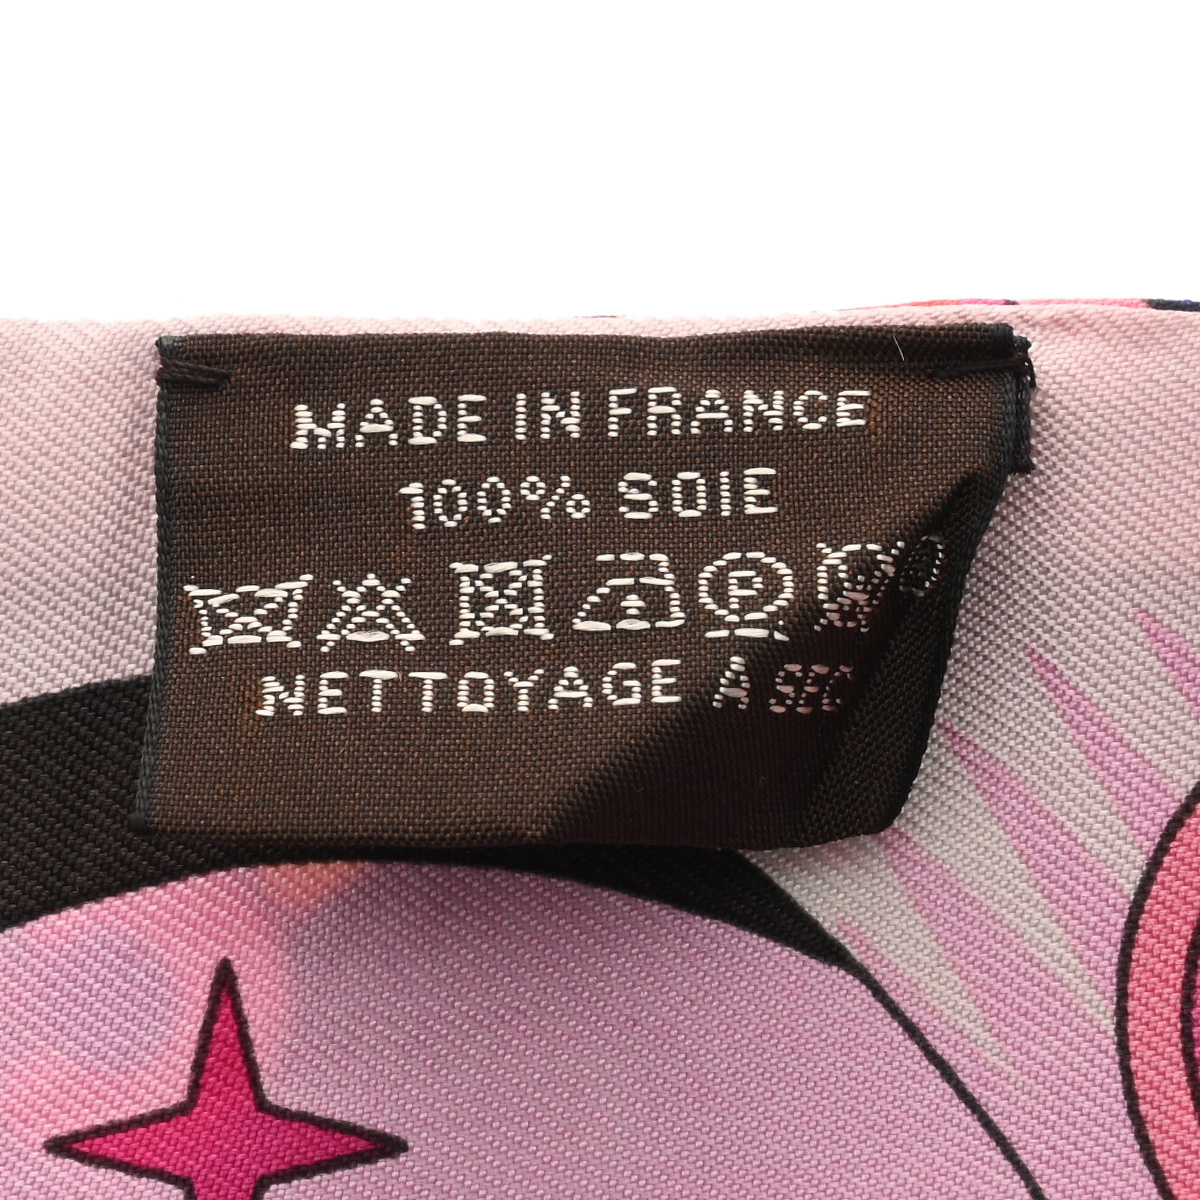 MADE IN FRANCE
100% SOIE
P
NETTOYAGE À SEC